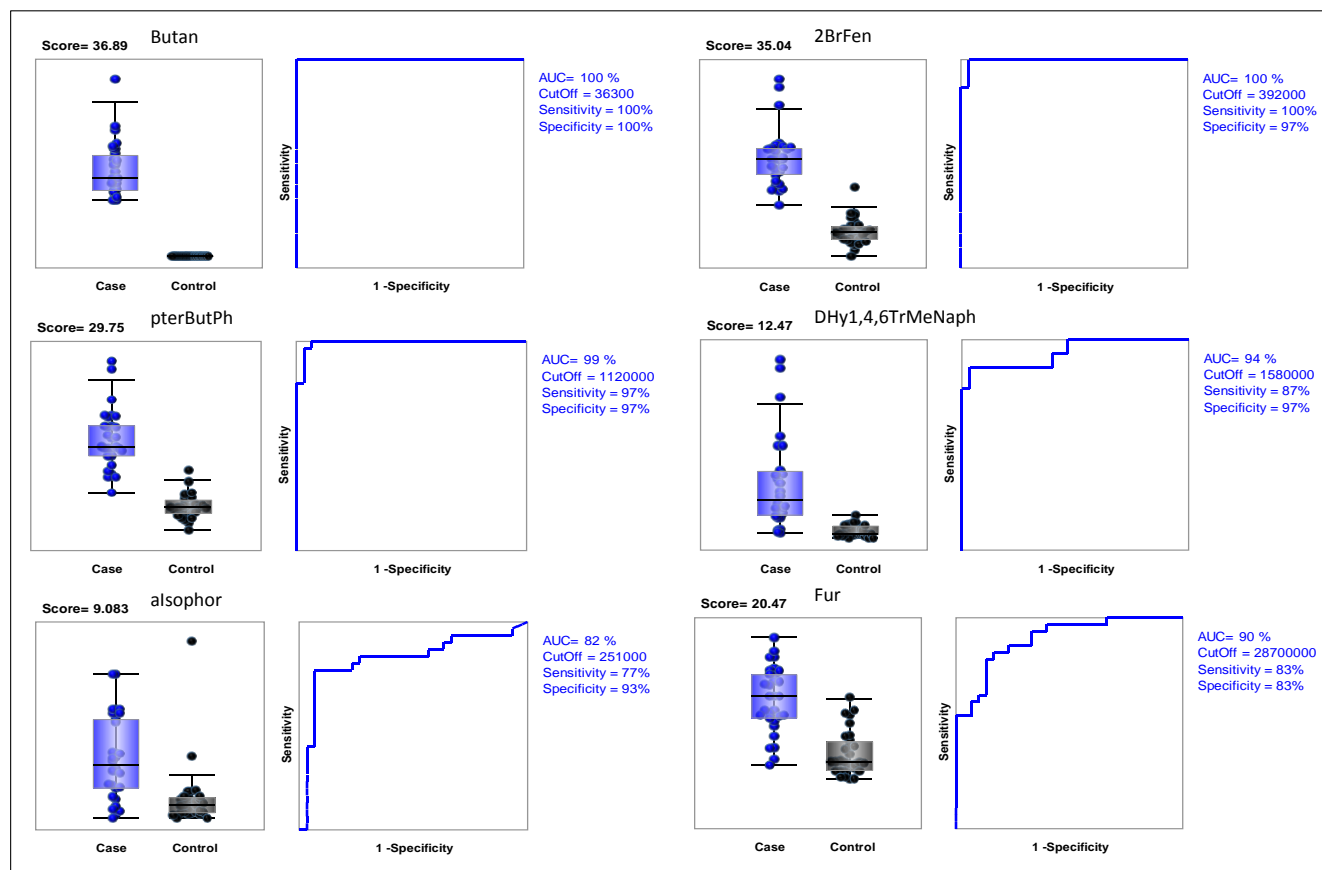 Butan
Score= 36.89
AUC= 100 %
CutOff = 36300
Sensitivity = 100%
Specificity = 100%
Sensitivity
Case Control
1 -Specificity
2BrFen
Score= 35.04
AUC= 100 %
CutOff = 392000
Sensitivity = 100%
Specificity = 97%
Sensitivity
Case Control
1 -Specificity
pterButPh
Score= 29.75
AUC= 99 %
CutOff = 1120000
Sensitivity = 97%
Specificity = 97%
Sensitivity
Case Control
1 -Specificity
DHy1,4,6TrMeNaph
Score= 12.47
AUC= 94 %
CutOff = 1580000
Sensitivity = 87%
Specificity = 97%
Sensitivity
Case Control
1 -Specificity
aIsophor
Score= 9.083
AUC= 82 %
CutOff = 251000
Sensitivity = 77%
Specificity = 93%
Sensitivity
Case Control
1 -Specificity
Fur
Score= 20.47
AUC= 90 %
CutOff = 28700000
Sensitivity = 83%
Specificity = 83%
Sensitivity
Case Control
1 -Specificity